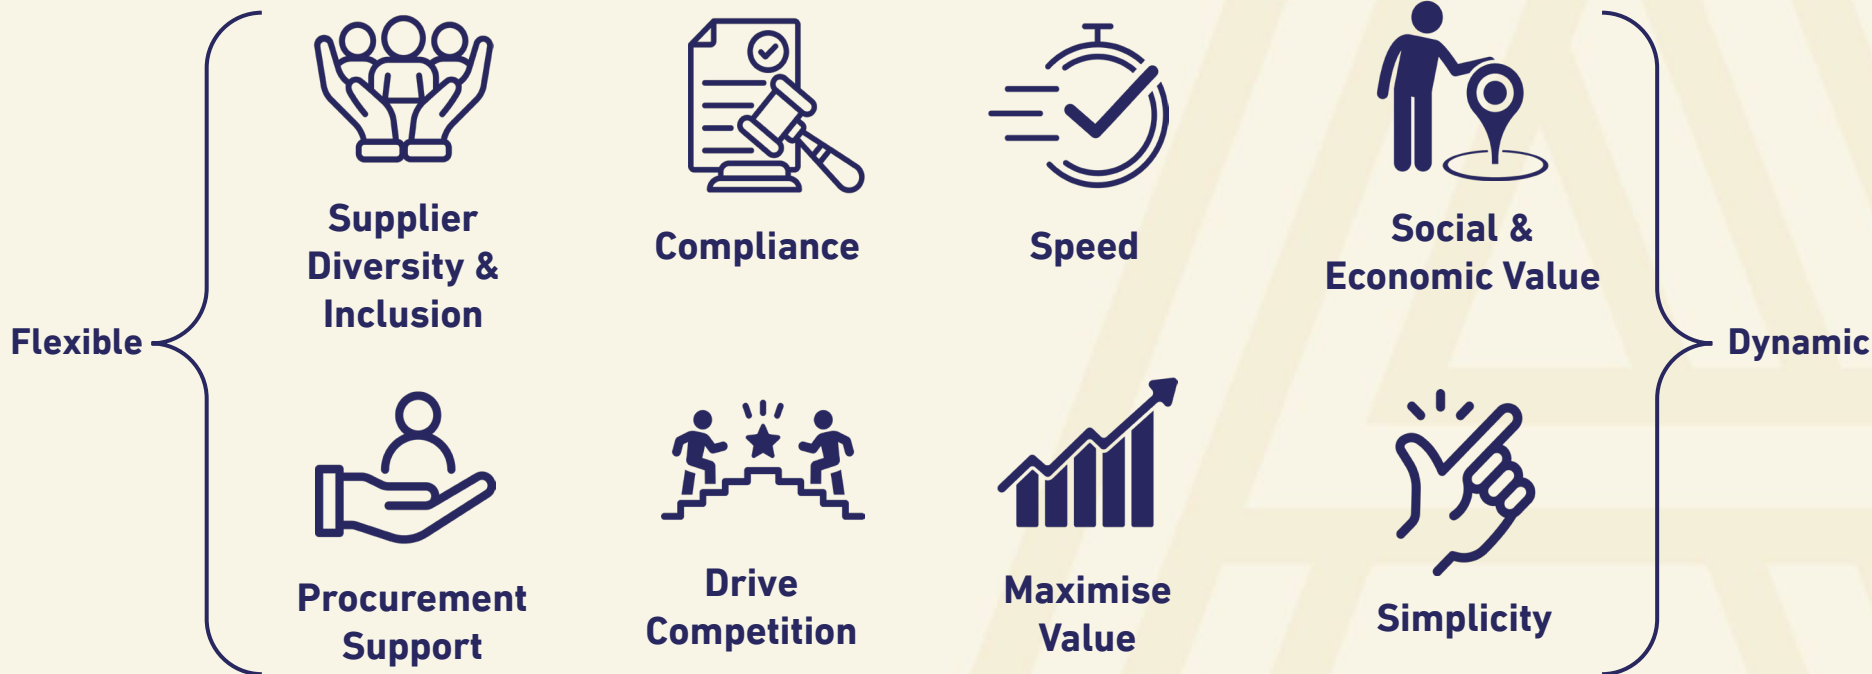 Flexible
Supplier
Diversity &
Inclusion
Compliance
Speed
Social &
Economic Value
Procurement
Support
Drive
Competition
Maximise
Value
Simplicity
Dynamic